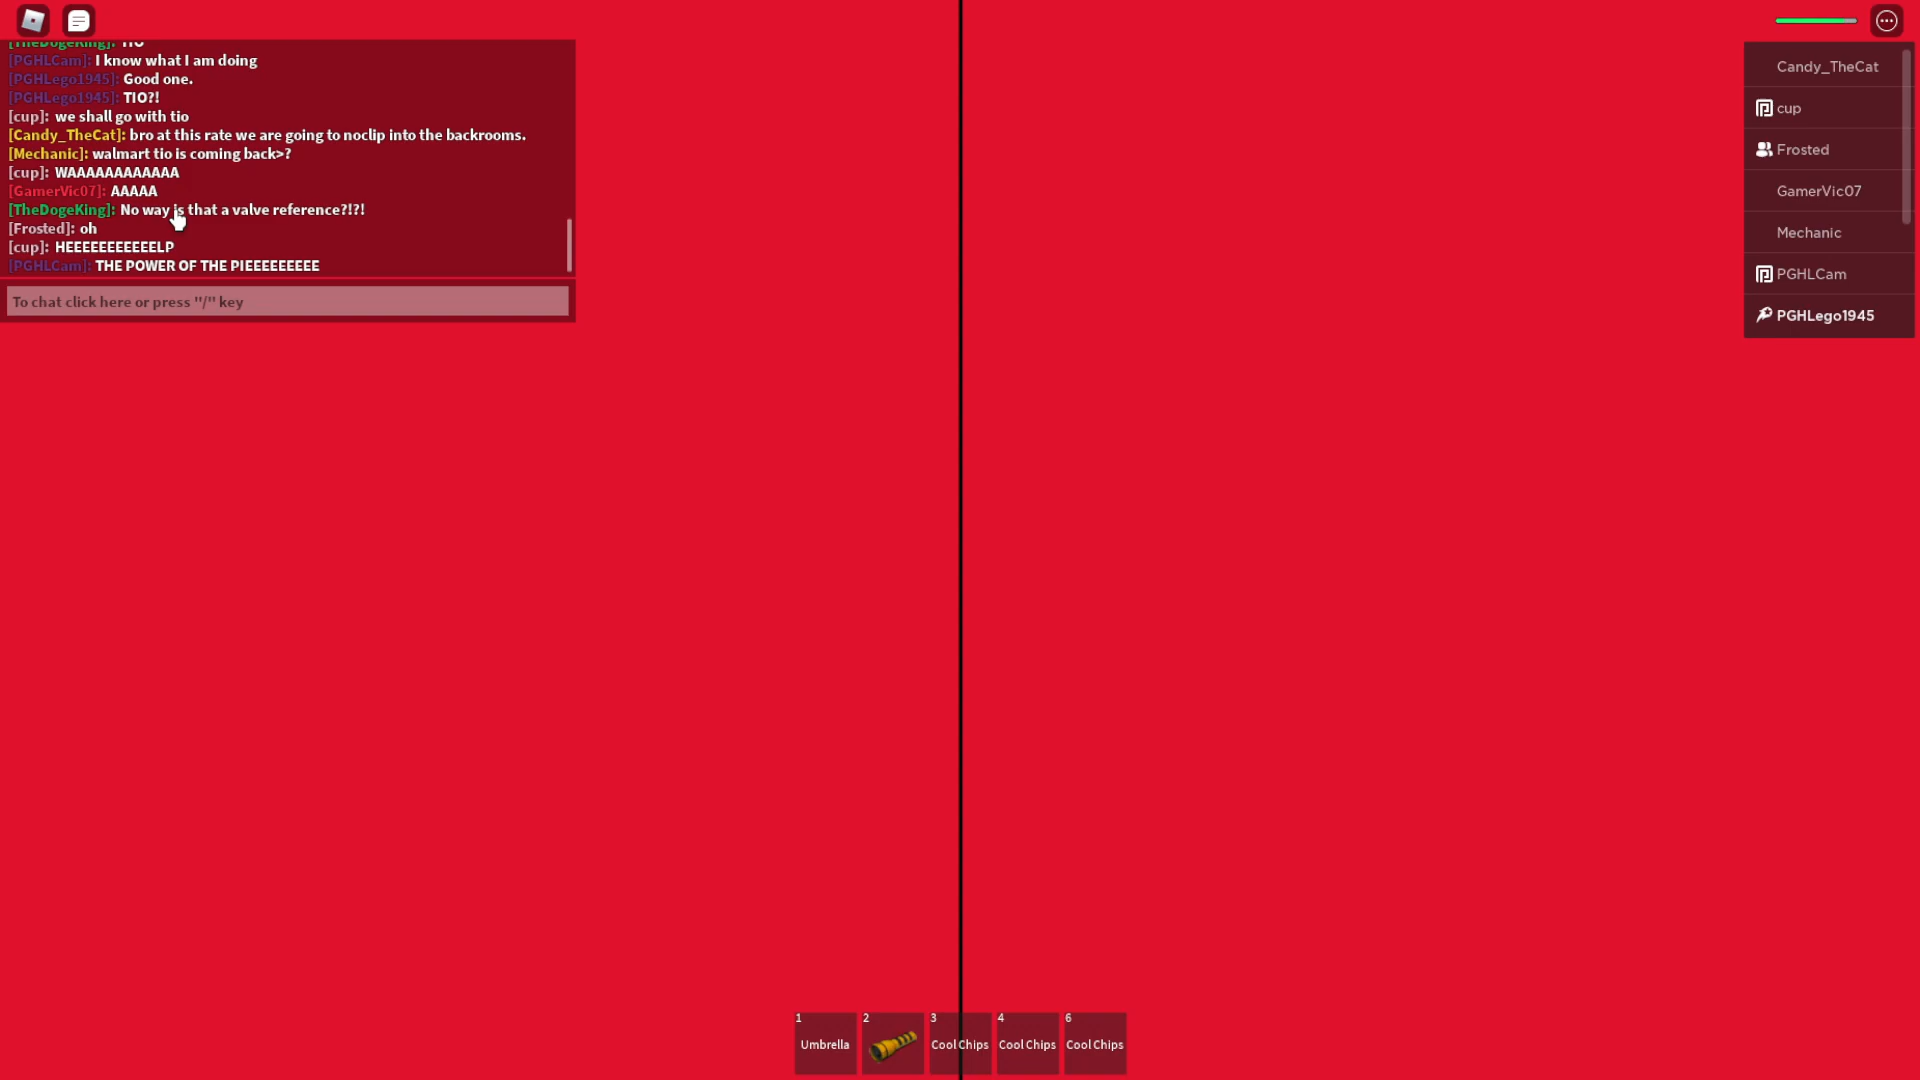 [TheDogeKing]: TIO
[PGHLCam]: I know what I am doing
[PGHLego1945]: Good one.
[PGHLego1945]: TIO?!
[cup]: we shall go with tio
[Candy_TheCat]: bro at this rate we are going to noclip into the backrooms.
[Mechanic]: walmart tio is coming back>?
[cup]: WAAAAAAAAAAAA
[GamerVic07]: AAAAA
[TheDogeKing]: No way is that a valve reference?!?!
[Frosted]: oh
[cup]: HEEEEEEEEEEELP
[PGHLCam]: THE POWER OF THE PIEEEEEEEEE
To chat click here or press "/" key
Candy_TheCat
cup
Frosted
GamerVic07
Mechanic
PGHLCam
PGHLego1945
1 Umbrella
2
3 Cool Chips
4 Cool Chips
6 Cool Chips